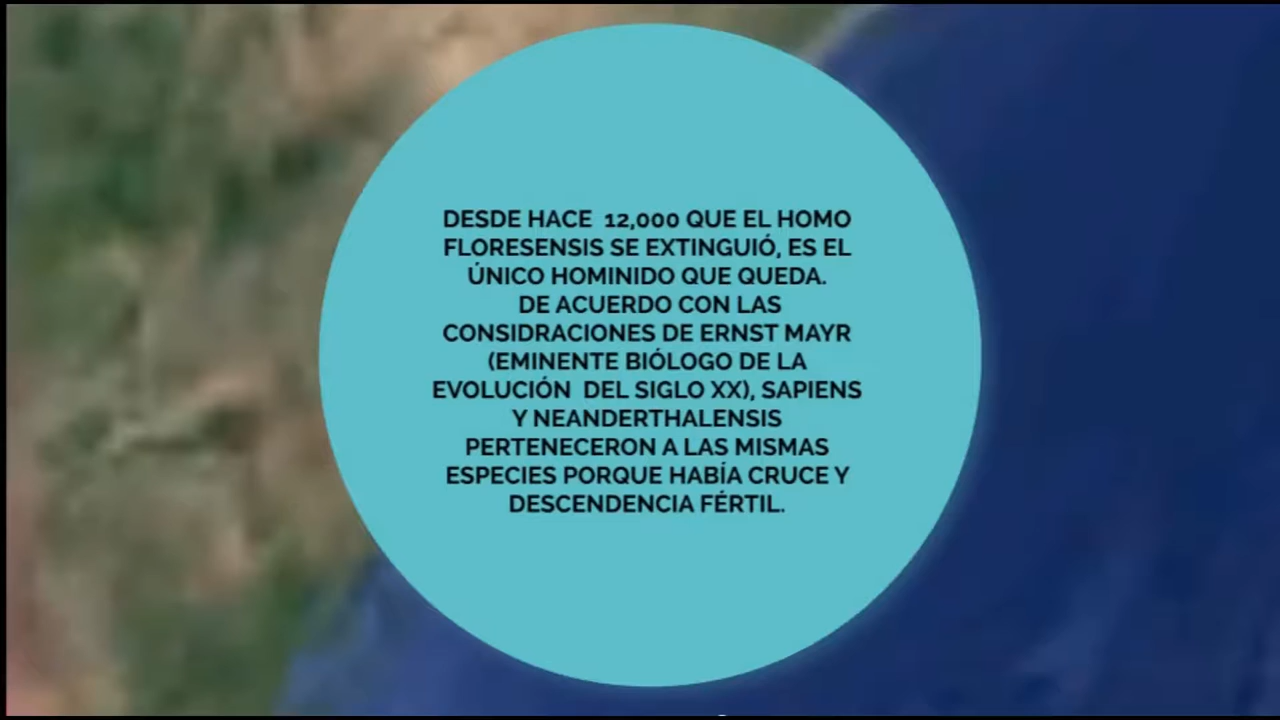 DESDE HACE 12,000 QUE EL HOMO
FLORESENSIS SE EXTINGUIÓ, ES EL
ÚNICO HOMINIDO QUE QUEDA.
DE ACUERDO CON LAS
CONSIDRACIONES DE ERNST MAYR
(EMINENTE BIÓLOGO DE LA
EVOLUCIÓN DEL SIGLO XX), SAPIENS
Y NEANDERTHALENSIS
PERTENECERON A LAS MISMAS
ESPECIES PORQUE HABÍA CRUCE Y
DESCENDENCIA FÉRTIL.